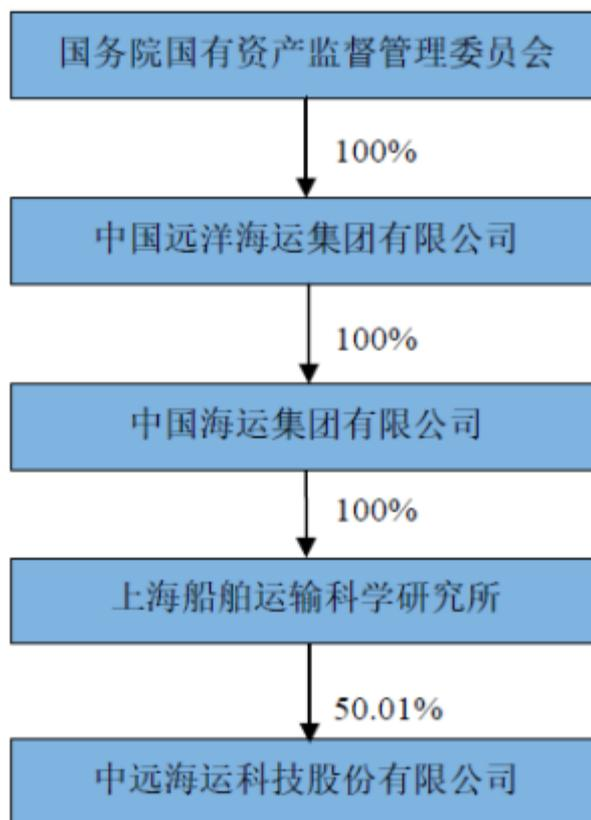 国务院国有资产监督管理委员会
100%
中国远洋海运集团有限公司
100%
中国海运集团有限公司
100%
上海船舶运输科学研究所
50.01%
中远海运科技股份有限公司